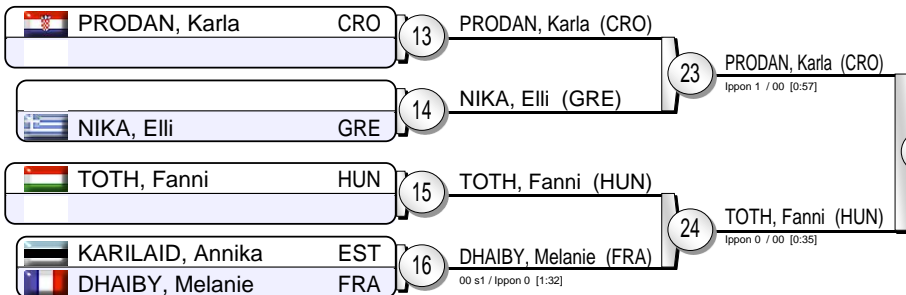 PRODAN, Karla CRO
13
PRODAN, Karla (CRO)
23
PRODAN, Karla (CRO)
Ippon 1 / 00 [0:57]
NIKA, Elli GRE
14
NIKA, Elli (GRE)
TOTH, Fanni HUN
15
TOTH, Fanni (HUN)
24
TOTH, Fanni (HUN)
Ippon 0 / 00 [0:35]
KARILAID, Annika EST
DHAIBY, Melanie FRA
16
DHAIBY, Melanie (FRA)
00 s1 / Ippon 0 [1:32]